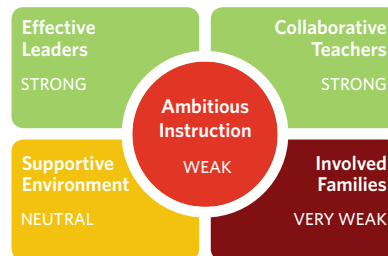 Effective
Leaders
STRONG
Collaborative
Teachers
STRONG
Ambitious
Instruction
WEAK
Supportive
Environment
NEUTRAL
Involved
Families
VERY WEAK